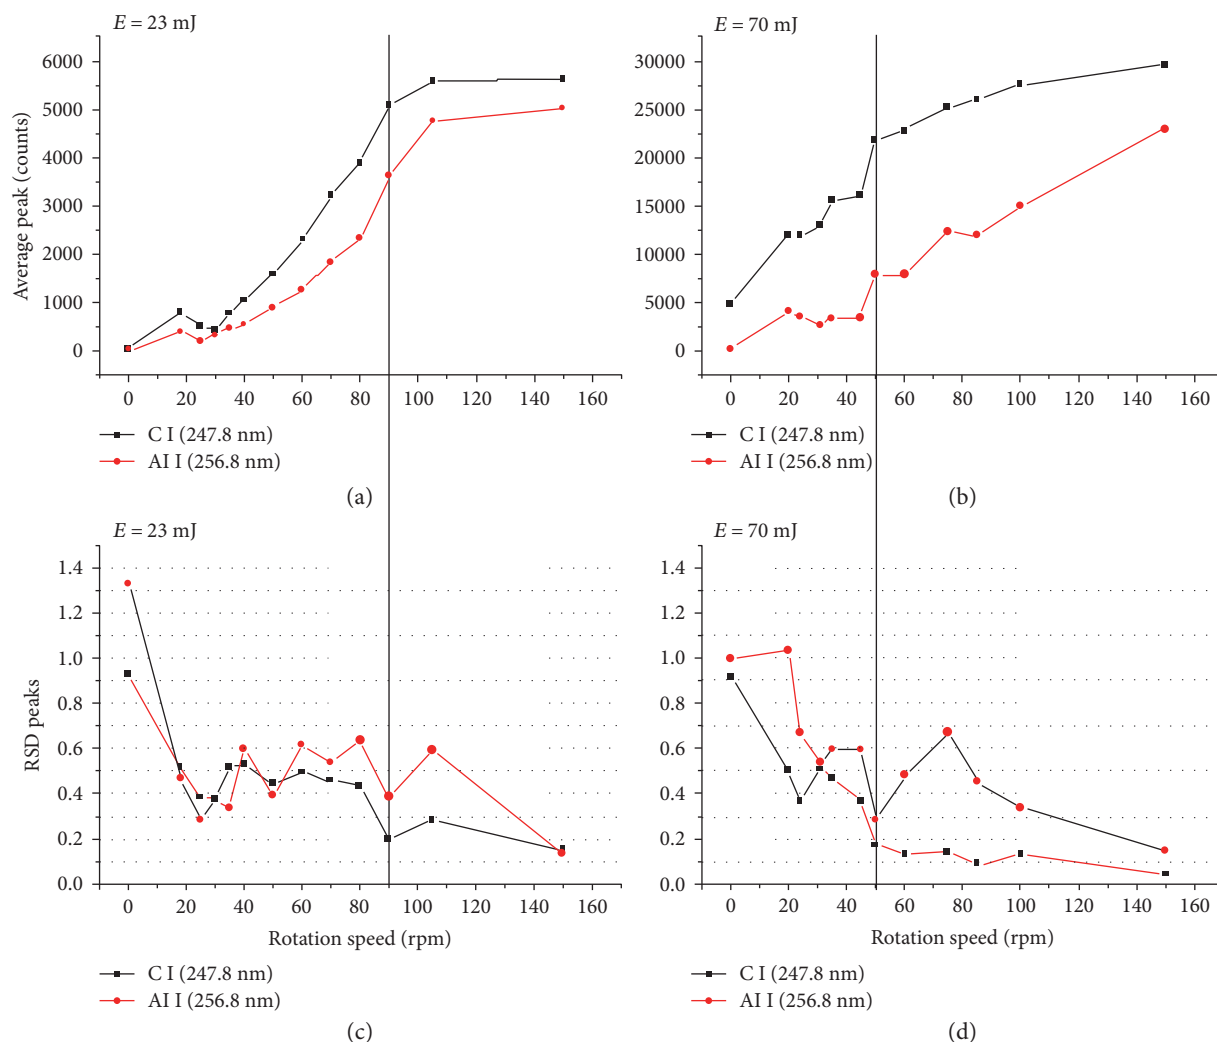 E = 23 mJ
Average peak (counts)
6000
5000
4000
3000
2000
1000
0
0 20 40 60 80 100 120 140 160
C I (247.8 nm)
AI I (256.8 nm)
(a)
E = 70 mJ
30000
25000
20000
15000
10000
5000
0
0 20 40 60 80 100 120 140 160
C I (247.8 nm)
AI I (256.8 nm)
(b)
E = 23 mJ
RSD peaks
1.4
1.2
1.0
0.8
0.6
0.4
0.2
0.0
0 20 40 60 80 100 120 140 160
Rotation speed (rpm)
C I (247.8 nm)
AI I (256.8 nm)
(c)
E = 70 mJ
1.4
1.2
1.0
0.8
0.6
0.4
0.2
0.0
0 20 40 60 80 100 120 140 160
Rotation speed (rpm)
C I (247.8 nm)
AI I (256.8 nm)
(d)